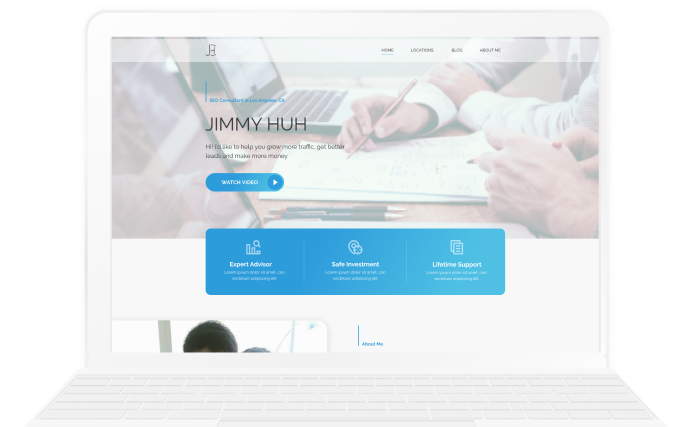 HOME LOCATIONS BLOG ABOUT ME
SEO Consultant in Los Angeles, CA
JIMMY HUH
Hi! I'd like to help you grow more traffic, get better
leads and make more money
WATCH VIDEO
Expert Advisor
Lorem ipsum dolor sit amet, con
sectetuer adipiscing elit
Safe Investment
Lorem ipsum dolor sit amet, con
sectetuer adipiscing elit
Lifetime Support
Lorem ipsum dolor sit amet, con
sectetuer adipiscing elit
About Me